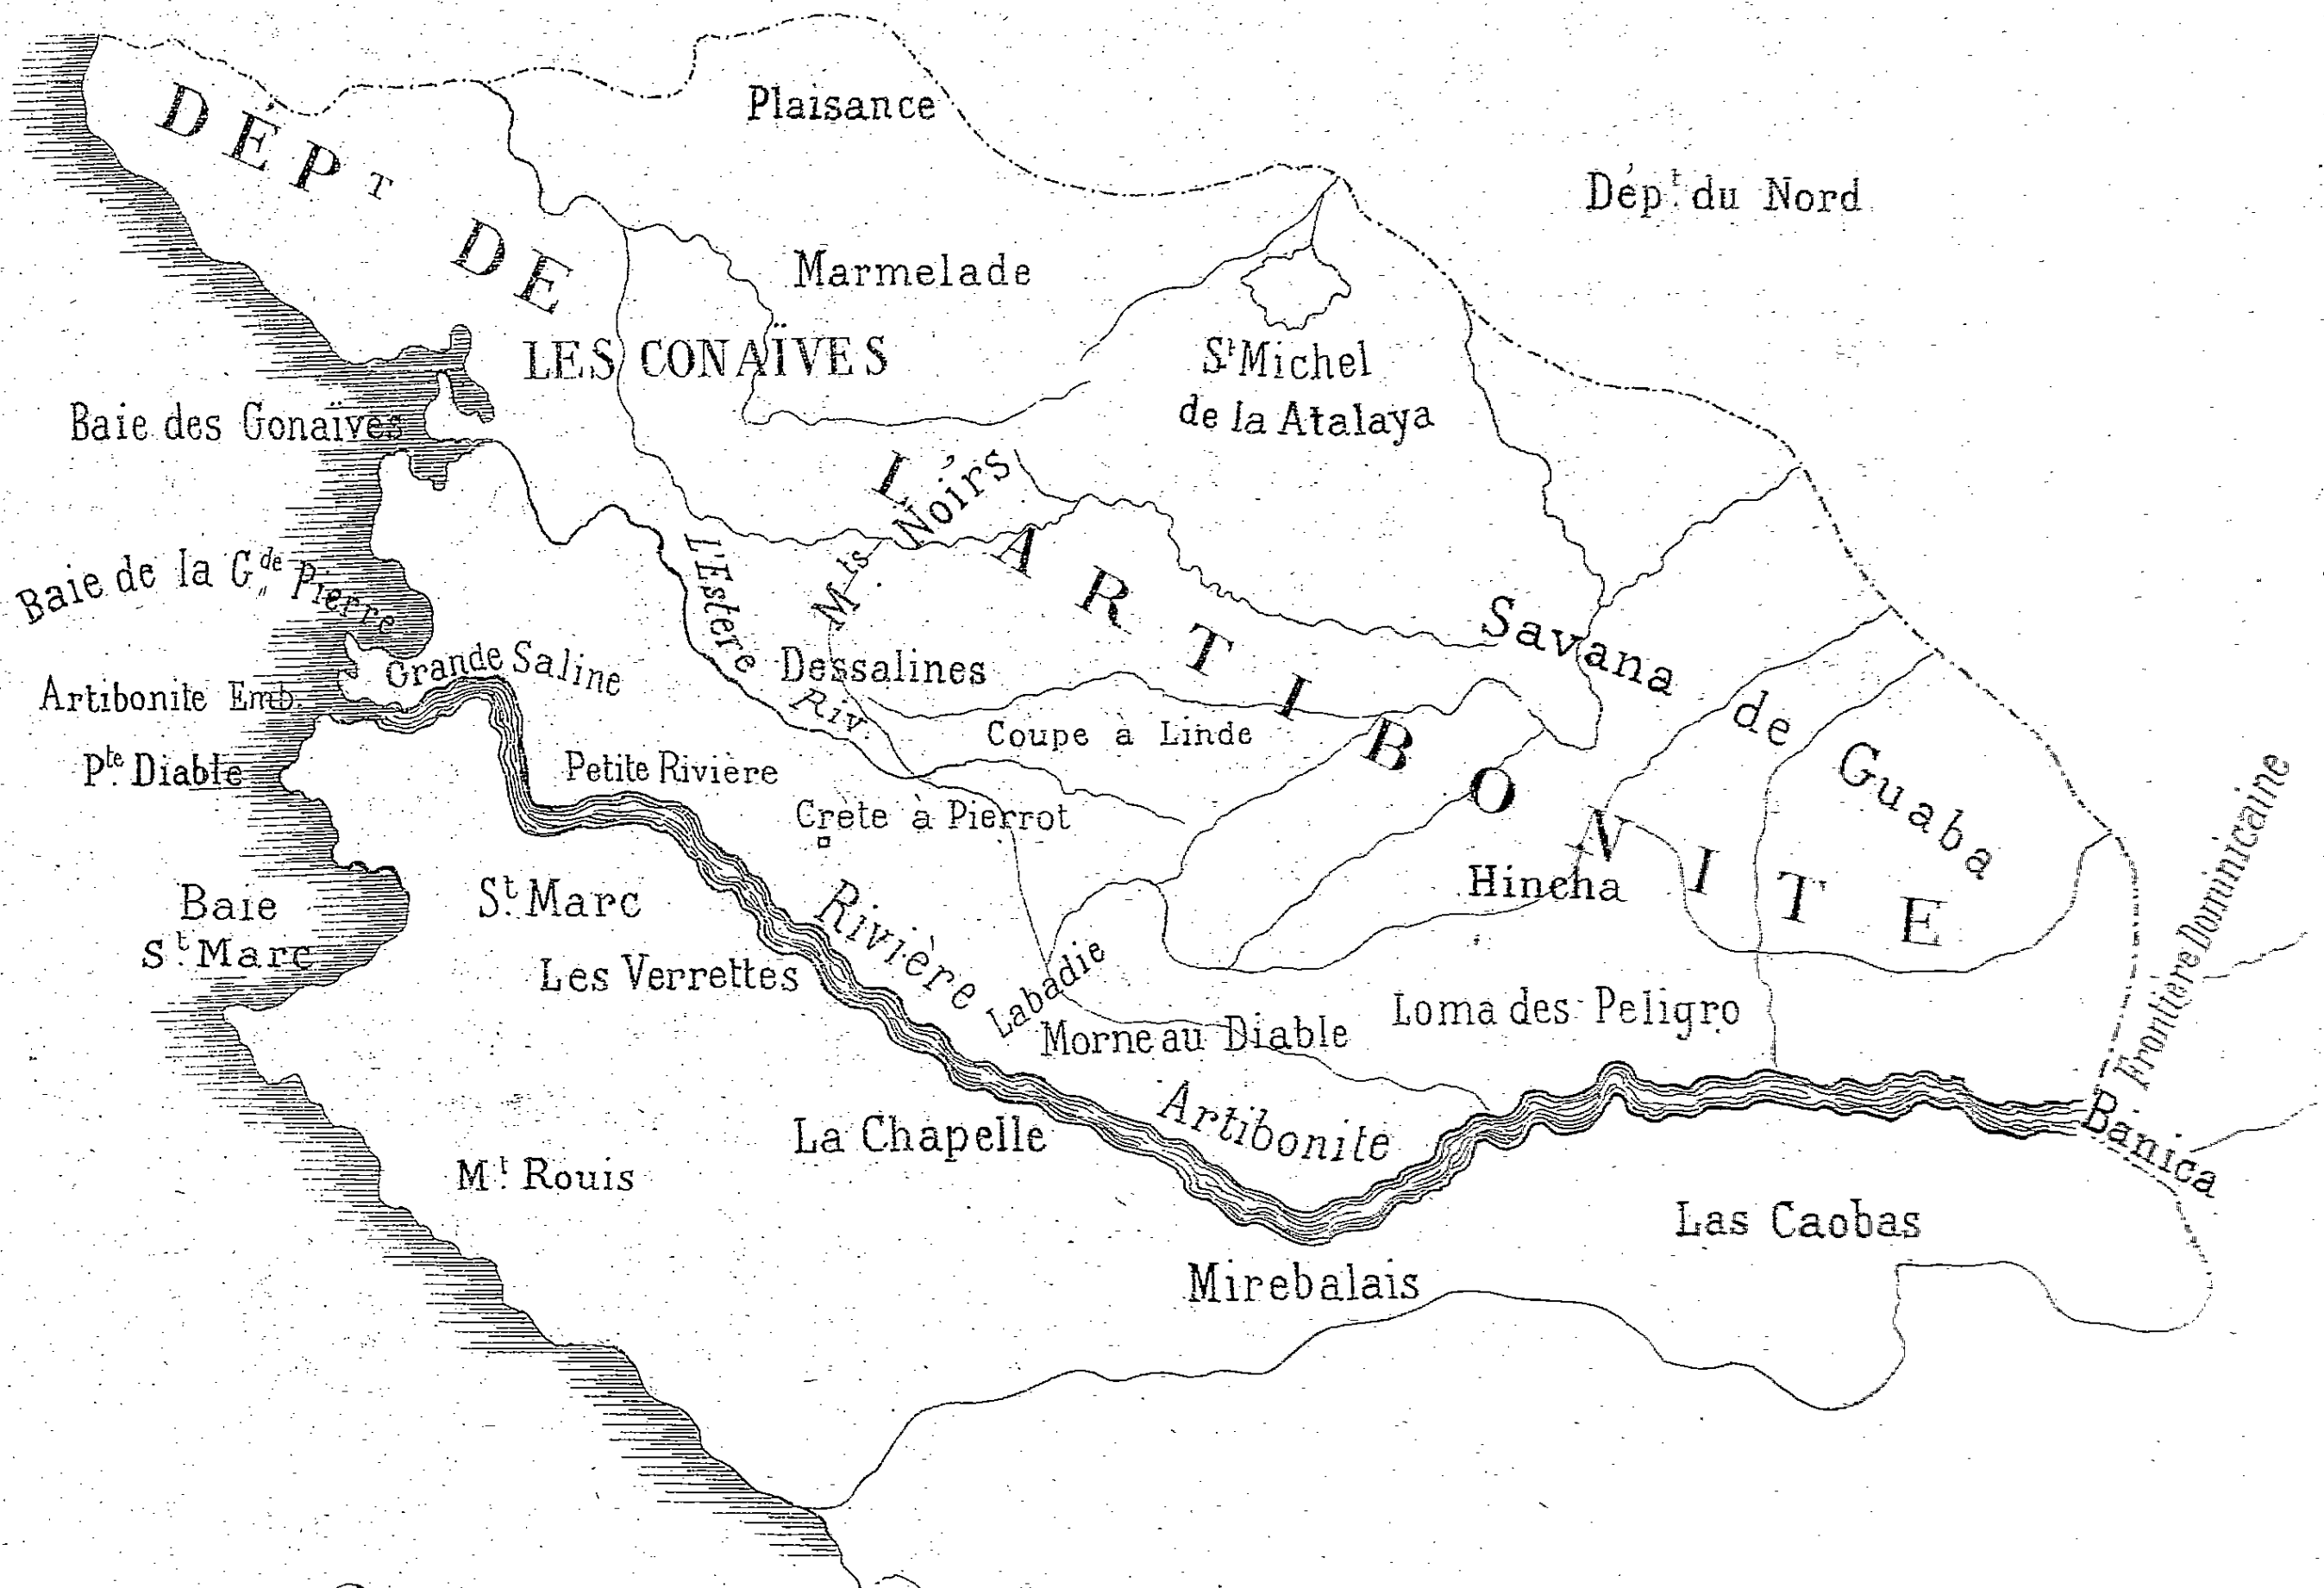 DÉPT DE L'ARTIBONITE
Plaisance
Dépt. du Nord
Marmelade
LES CONAÏVES
St Michel
de la Atalaya
Baie des Gonaïves
Mts. Noirs
Baie de la Gde Pierre
L'Estere Riv.
Savana de Guaba
Grande Saline
Dessalines
Artibonite Emb.
Coupe à Linde
Pte. Diable
Petite Rivière
Crète à Pierrot
Frontière Dominicaine
Hincha
Baie
St. Marc
St. Marc
Rivière Artibonite
Les Verrettes
Labadie
Morne au Diable
Loma des Peligro
Banica
La Chapelle
Mt. Rouis
Las Caobas
Mirebalais